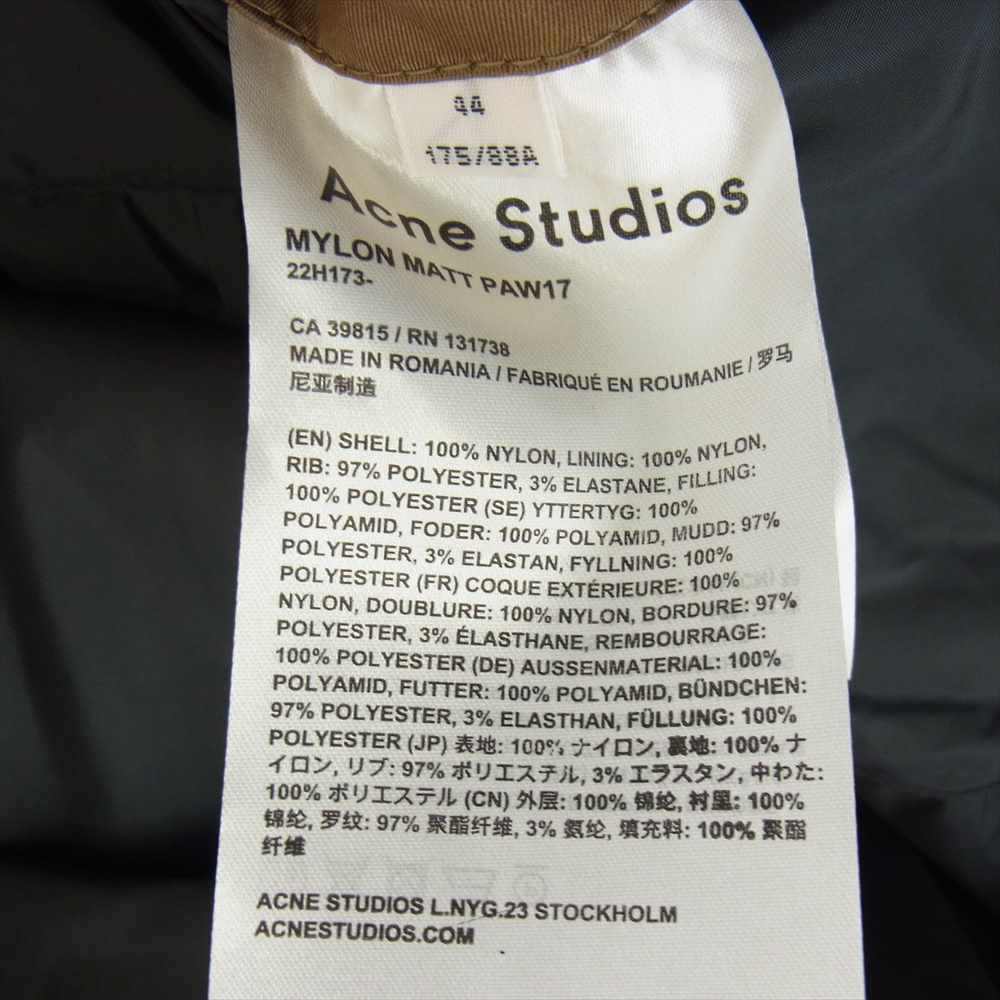 44
175/88A
Acne Studios
MYLON MATT PAW17
22H173-
CA 39815 / RN 131738
MADE IN ROMANIA / FABRIQUÉ EN ROUMANIE / 罗马
尼亚制造
(EN) SHELL: 100% NYLON, LINING: 100% NYLON,
RIB: 97% POLYESTER, 3% ELASTANE, FILLING:
100% POLYESTER (SE) YTTERTYG: 100%
POLYAMID, FODER: 100% POLYAMID, MUDD: 97%
POLYESTER, 3% ELASTAN, FYLLNING: 100%
POLYESTER (FR) COQUE EXTÉRIEURE: 100%
NYLON, DOUBLURE: 100% NYLON, BORDURE: 97%
POLYESTER, 3% ÉLASTHANE, REMBOURRAGE:
100% POLYESTER (DE) AUSSENMATERIAL: 100%
POLYAMID, FUTTER: 100% POLYAMID, BÜNDCHEN:
97% POLYESTER, 3% ELASTHAN, FÜLLUNG: 100%
POLYESTER (JP) 表地: 100% ナイロン, 裏地: 100% ナ
イロン, リブ: 97% ポリエステル, 3% エラスタン, 中わた:
100% ポリエステル (CN) 外层: 100% 锦纶, 衬里: 100%
锦纶, 罗纹: 97% 聚酯纤维, 3% 氨纶, 填充料: 100% 聚酯
纤维
ACNE STUDIOS L.NYG.23 STOCKHOLM
ACNESTUDIOS.COM